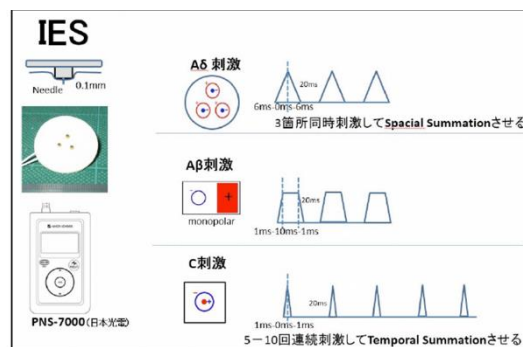 IES
Needle
0.1mm
PNS-7000(日本光電)
Aδ 刺激
20ms
6ms-0ms-6ms
3箇所同時刺激してSpacial Summationさせる
Aβ刺激
- +
monopolar
20ms
1ms-10ms-1ms
C刺激
20ms
1ms-0ms-1ms
5-10回連続刺激してTemporal Summationさせる